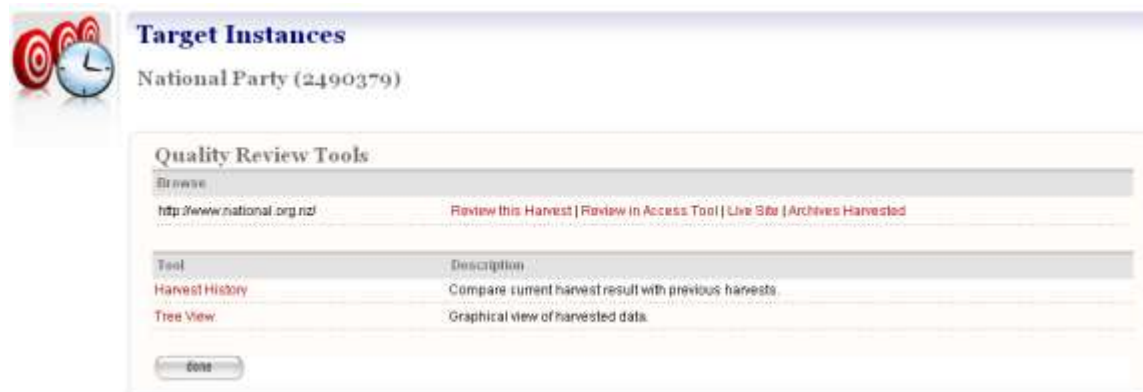 Target Instances
National Party (2490379)
Quality Review Tools
Browse
http://www.national.org.nz/ Review this Harvest | Review in Access Tool | Live Site | Archives Harvested
Tool Description
Harvest History Compare current harvest result with previous harvests.
Tree View Graphical view of harvested data.
done